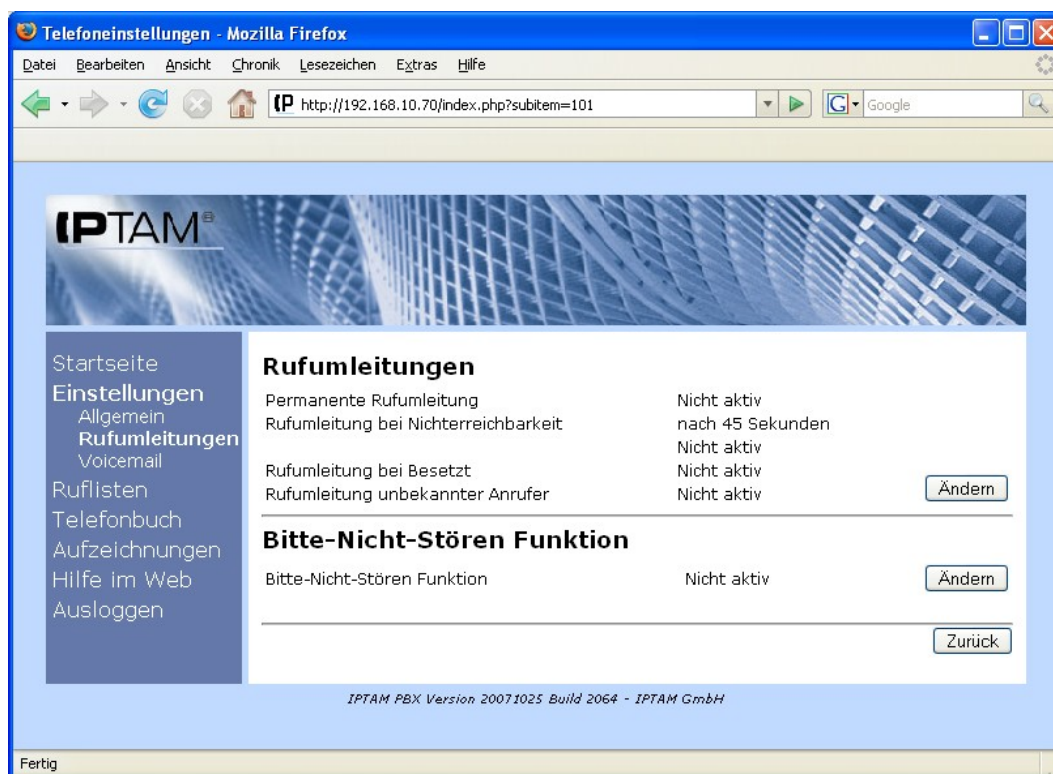 Telefoneinstellungen - Mozilla Firefox
Datei Bearbeiten Ansicht Chronik Lesezeichen Extras Hilfe
http://192.168.10.70/index.php?subitem=101
Google
IPTAM®
Startseite
Einstellungen
Allgemein
Rufumleitungen
Voicemail
Ruflisten
Telefonbuch
Aufzeichnungen
Hilfe im Web
Ausloggen
Rufumleitungen
Permanente Rufumleitung Nicht aktiv
Rufumleitung bei Nichterreichbarkeit nach 45 Sekunden
Nicht aktiv
Rufumleitung bei Besetzt Nicht aktiv
Rufumleitung unbekannter Anrufer Nicht aktiv Ändern
Bitte-Nicht-Stören Funktion
Bitte-Nicht-Stören Funktion Nicht aktiv Ändern
Zurück
IPTAM PBX Version 20071025 Build 2064 - IPTAM GmbH
Fertig